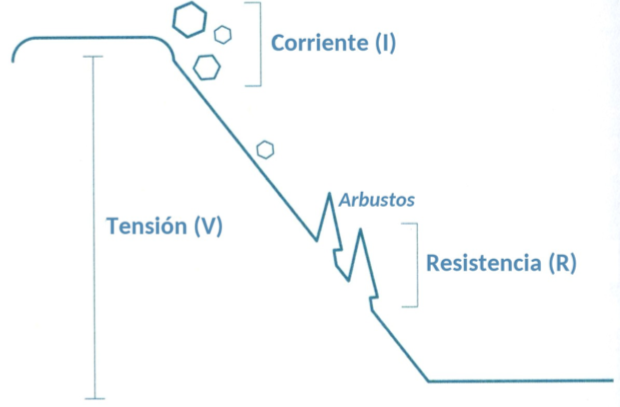 Corriente (I)
Arbustos
Tensión (V)
Resistencia (R)